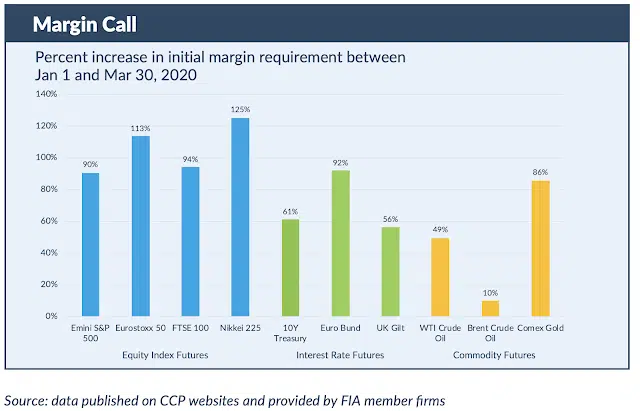 Margin Call
Percent increase in initial margin requirement between
Jan 1 and Mar 30, 2020
140%
120%
100%
80%
60%
40%
20%
0%
90%
113%
94%
125%
61%
92%
56%
49%
10%
86%
Emini S&P
500
Eurostoxx 50
FTSE 100
Nikkei 225
10Y
Treasury
Euro Bund
UK Gilt
WTI Crude
Oil
Brent Crude
Oil
Comex Gold
Equity Index Futures
Interest Rate Futures
Commodity Futures
Source: data published on CCP websites and provided by FIA member firms